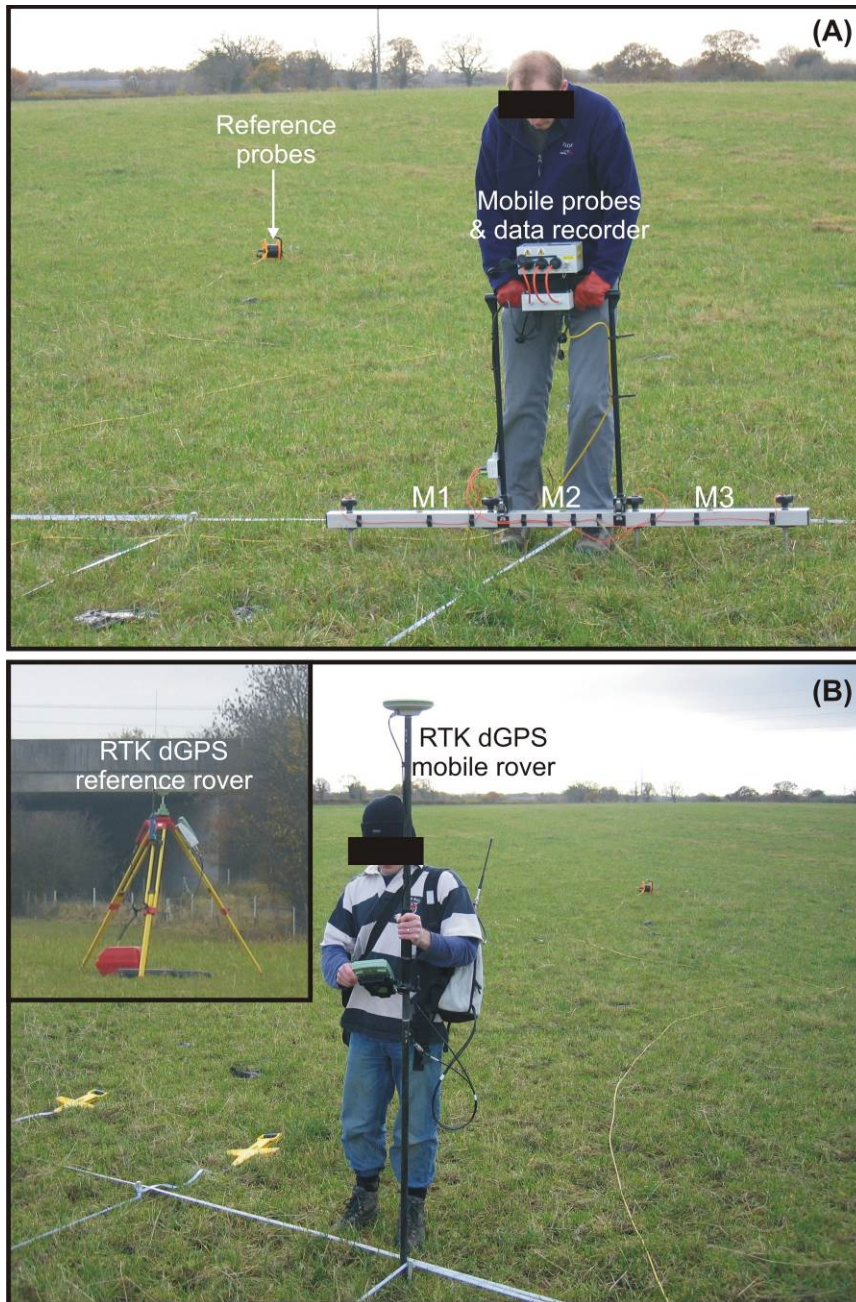 (A)
Reference
probes
Mobile probes
& data recorder
M1
M2
M3
(B)
RTK dGPS
reference rover
RTK dGPS
mobile rover